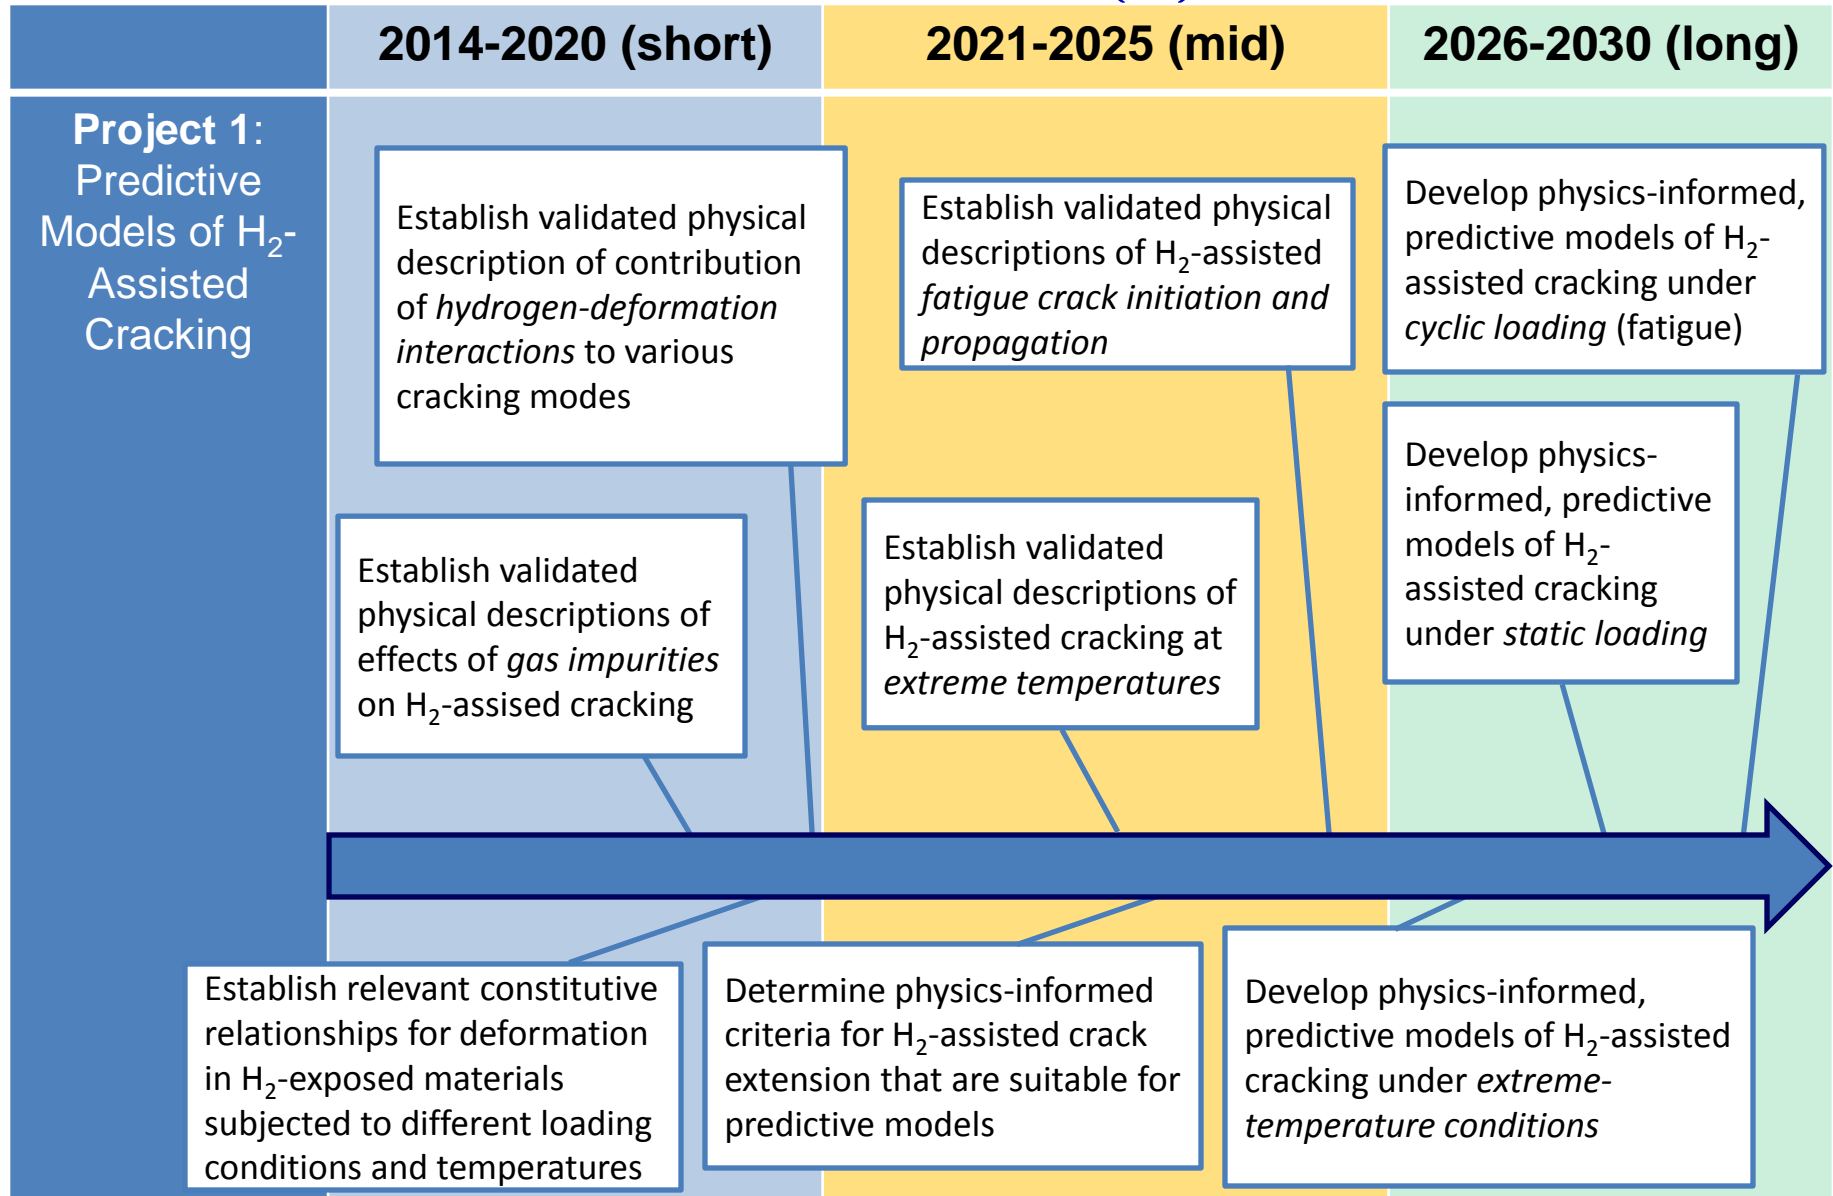 2014-2020 (short)
2021-2025 (mid)
2026-2030 (long)
Project 1:
Predictive
Models of H₂-
Assisted
Cracking
Establish validated physical
description of contribution
of hydrogen-deformation
interactions to various
cracking modes
Establish validated physical
descriptions of H₂-assisted
fatigue crack initiation and
propagation
Develop physics-informed,
predictive models of H₂-
assisted cracking under
cyclic loading (fatigue)
Establish validated
physical descriptions of
effects of gas impurities
on H₂-assised cracking
Establish validated
physical descriptions of
H₂-assisted cracking at
extreme temperatures
Develop physics-
informed, predictive
models of H₂-
assisted cracking
under static loading
Establish relevant constitutive
relationships for deformation
in H₂-exposed materials
subjected to different loading
conditions and temperatures
Determine physics-informed
criteria for H₂-assisted crack
extension that are suitable for
predictive models
Develop physics-informed,
predictive models of H₂-assisted
cracking under extreme-
temperature conditions